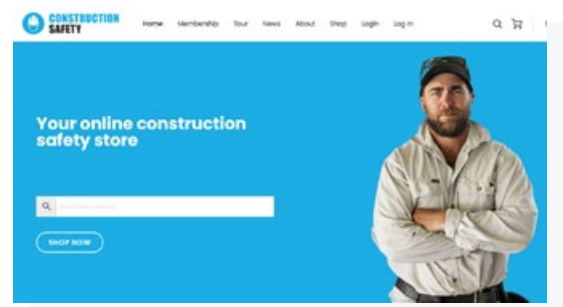 CONSTRUCTION
SAFETY
Home Membership Tour News About Shop Login Log In
Your online construction
safety store
SHOP NOW